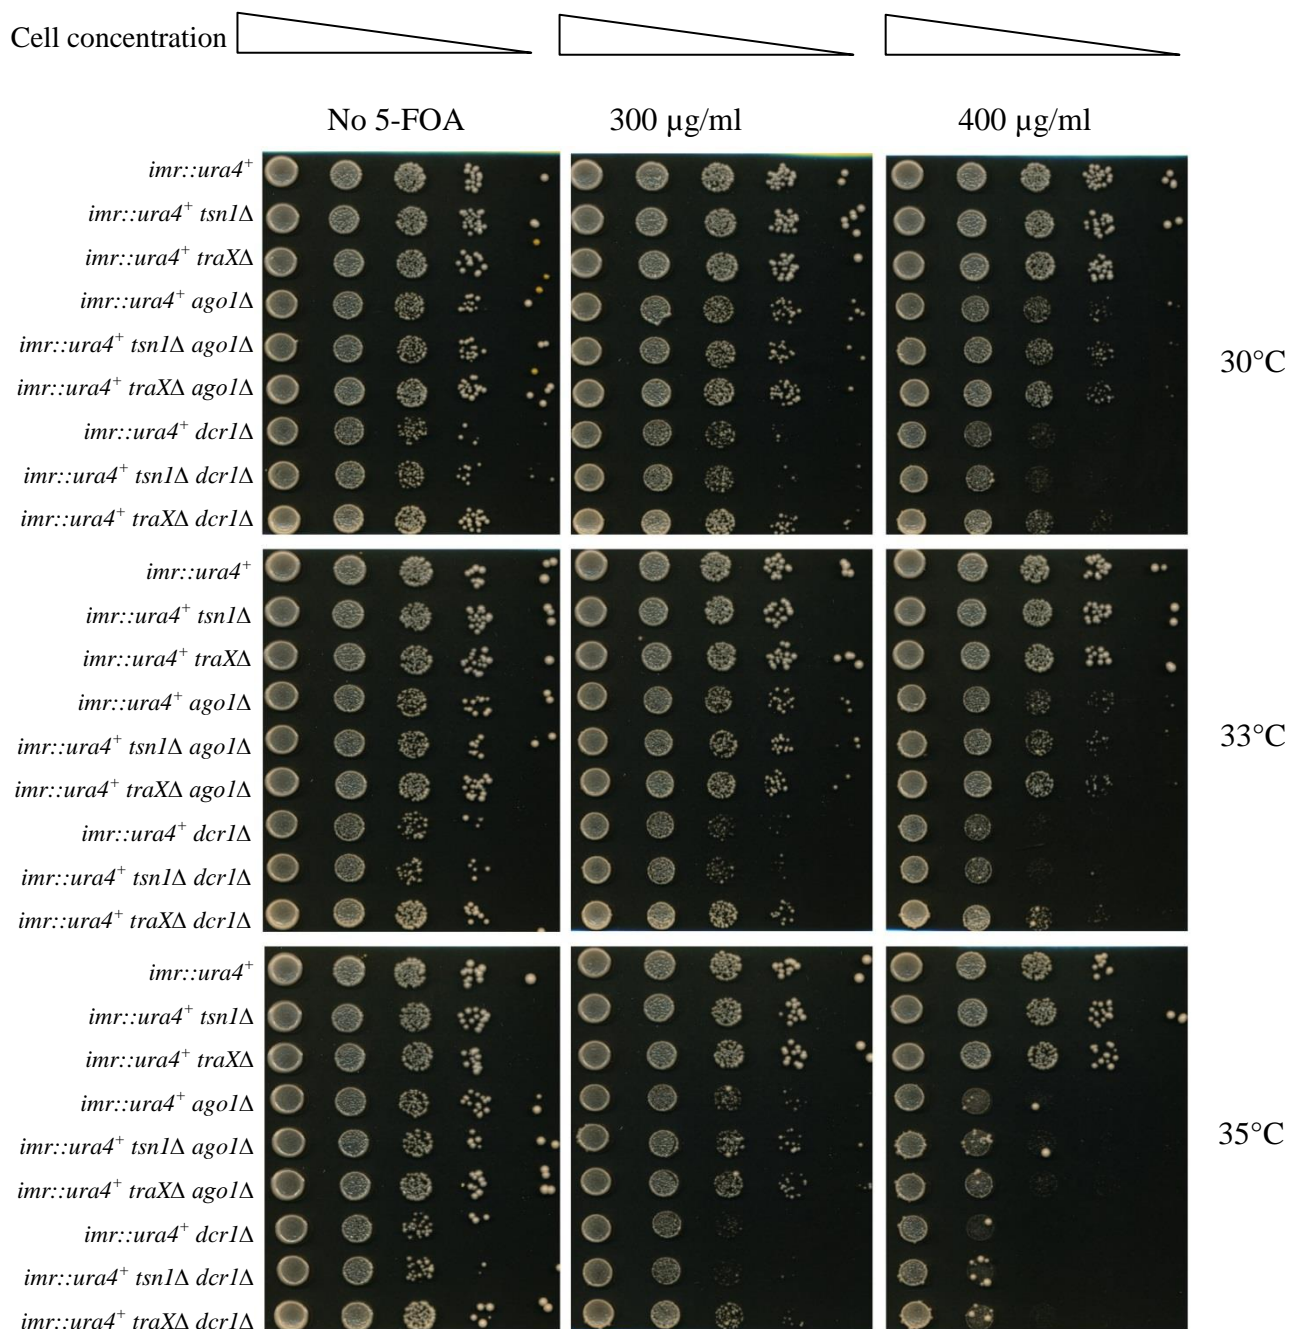 Cell concentration
No 5-FOA 300 µg/ml 400 µg/ml
imr::ura4⁺
imr::ura4⁺ tsn1Δ
imr::ura4⁺ traXΔ
imr::ura4⁺ ago1Δ
imr::ura4⁺ tsn1Δ ago1Δ
imr::ura4⁺ traXΔ ago1Δ
imr::ura4⁺ dcr1Δ
imr::ura4⁺ tsn1Δ dcr1Δ
imr::ura4⁺ traXΔ dcr1Δ
30°C
imr::ura4⁺
imr::ura4⁺ tsn1Δ
imr::ura4⁺ traXΔ
imr::ura4⁺ ago1Δ
imr::ura4⁺ tsn1Δ ago1Δ
imr::ura4⁺ traXΔ ago1Δ
imr::ura4⁺ dcr1Δ
imr::ura4⁺ tsn1Δ dcr1Δ
imr::ura4⁺ traXΔ dcr1Δ
33°C
imr::ura4⁺
imr::ura4⁺ tsn1Δ
imr::ura4⁺ traXΔ
imr::ura4⁺ ago1Δ
imr::ura4⁺ tsn1Δ ago1Δ
imr::ura4⁺ traXΔ ago1Δ
imr::ura4⁺ dcr1Δ
imr::ura4⁺ tsn1Δ dcr1Δ
imr::ura4⁺ traXΔ dcr1Δ
35°C